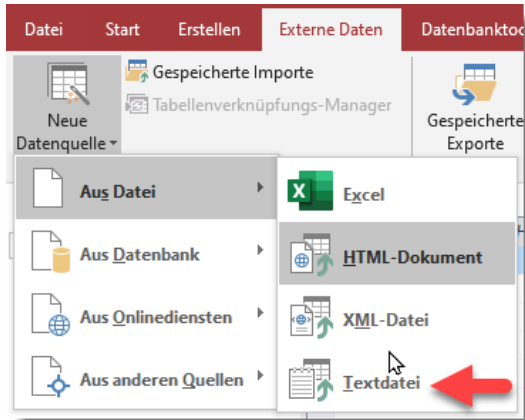 Datei Start Erstellen Externe Daten Datenbanktoo
Gespeicherte Importe
Tabellenverknüpfungs-Manager
Neue
Datenquelle
Gespeicherte
Exporte
Aus Datei
Aus Datenbank
Aus Onlinediensten
Aus anderen Quellen
Excel
HTML-Dokument
XML-Datei
Textdatei